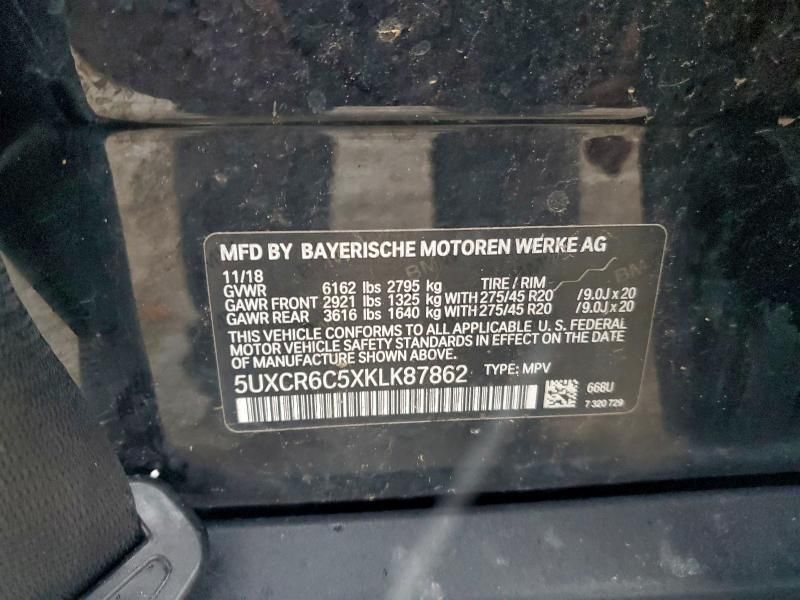 MFD BY BAYERISCHE MOTOREN WERKE AG
11/18
GVWR 6162 lbs 2795 kg TIRE / RIM
GAWR FRONT 2921 lbs 1325 kg WITH 275/45 R20 /9.0J x 20
GAWR REAR 3616 lbs 1640 kg WITH 275/45 R20 /9.0J x 20
THIS VEHICLE CONFORMS TO ALL APPLICABLE U. S. FEDERAL
MOTOR VEHICLE SAFETY STANDARDS IN EFFECT ON THE DATE
OF MANUFACTURE SHOWN ABOVE.
5UXCR6C5XKLK87862 TYPE: MPV
668U
7 320 729